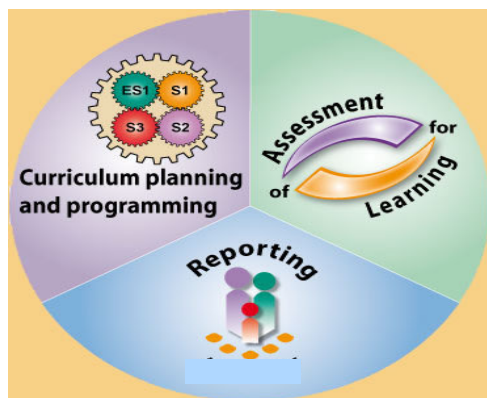 ES1 S1
S3 S2
Curriculum planning
and programming
Assessment for
of Learning
Reporting